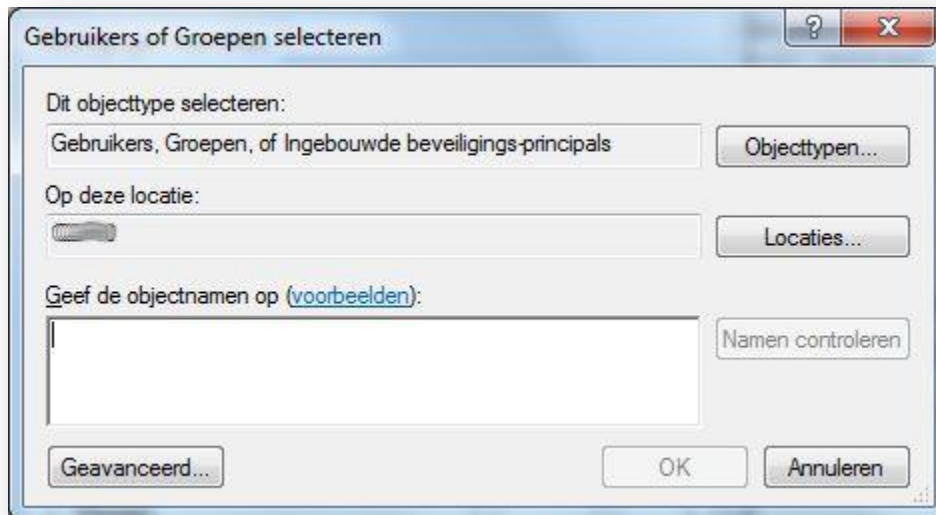 Gebruikers of Groepen selecteren
Dit objecttype selecteren:
Gebruikers, Groepen, of Ingebouwde beveiligings-principals
Objecttypen...
Op deze locatie:
Locaties...
Geef de objectnamen op (voorbeelden):
Namen controleren
Geavanceerd...
OK
Annuleren